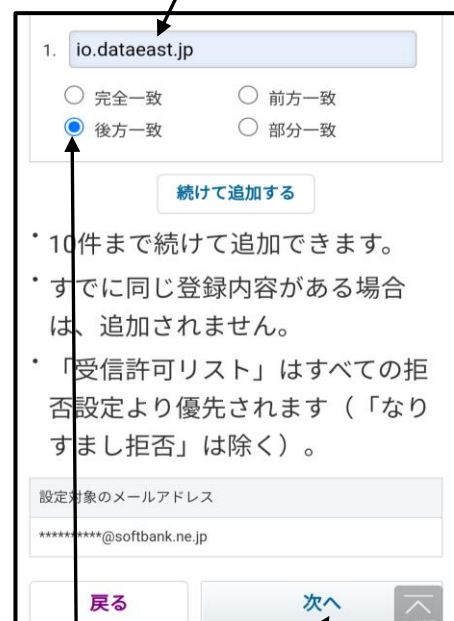 1. io.dataeast.jp
完全一致 前方一致
後方一致 部分一致
続けて追加する
・10件まで続けて追加できます。
・すでに同じ登録内容がある場合
は、追加されません。
・「受信許可リスト」はすべての拒
否設定より優先されます（「なり
すまし拒否」は除く）。
設定対象のメールアドレス
**********@softbank.ne.jp
戻る 次へ